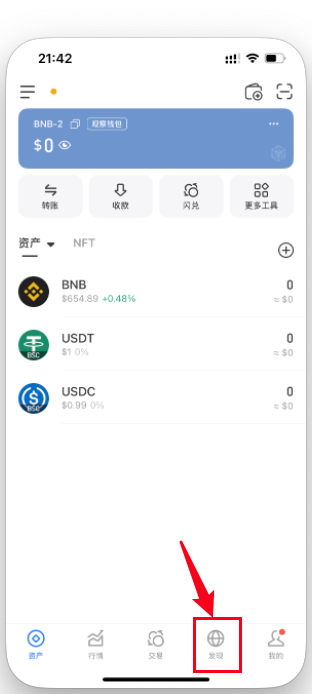 21:42
BNB-2 观察钱包
$0
转账 收款 闪兑 更多工具
资产 NFT
BNB 0
$654.89 +0.48% ≈ $0
USDT 0
$1 0% ≈ $0
BSC
USDC 0
$0.99 0% ≈ $0
BSC
资产 行情 交易 发现 我的